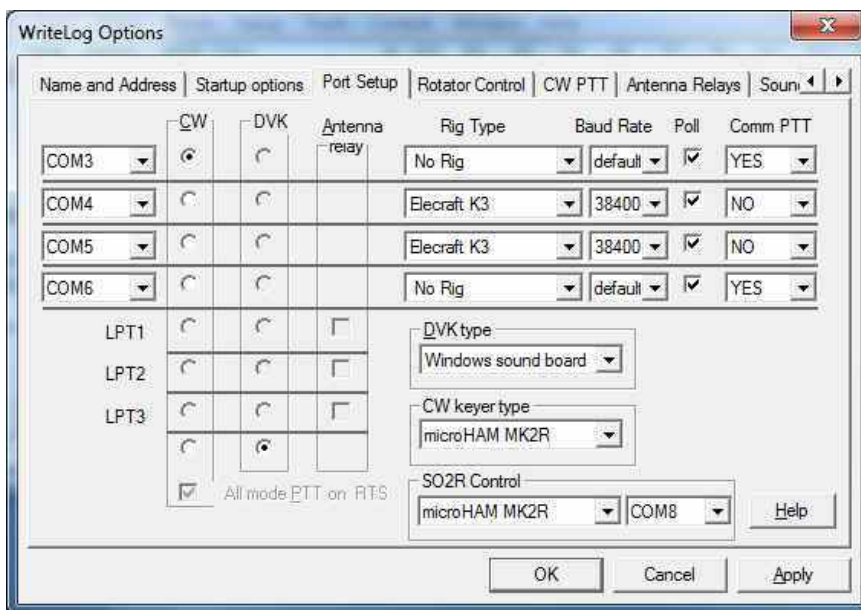 WriteLog Options
Name and Address Startup options Port Setup Rotator Control CW PTT Antenna Relays Soun
CW DVK Antenna relay Rig Type Baud Rate Poll Comm PTT
COM3 No Rig default YES
COM4 Elecraft K3 38400 NO
COM5 Elecraft K3 38400 NO
COM6 No Rig default YES
LPT1
DVK type
LPT2
Windows sound board
LPT3
CW keyer type
microHAM MK2R
All mode PTT on RTS
SO2R Control
microHAM MK2R COM8 Help
OK Cancel Apply